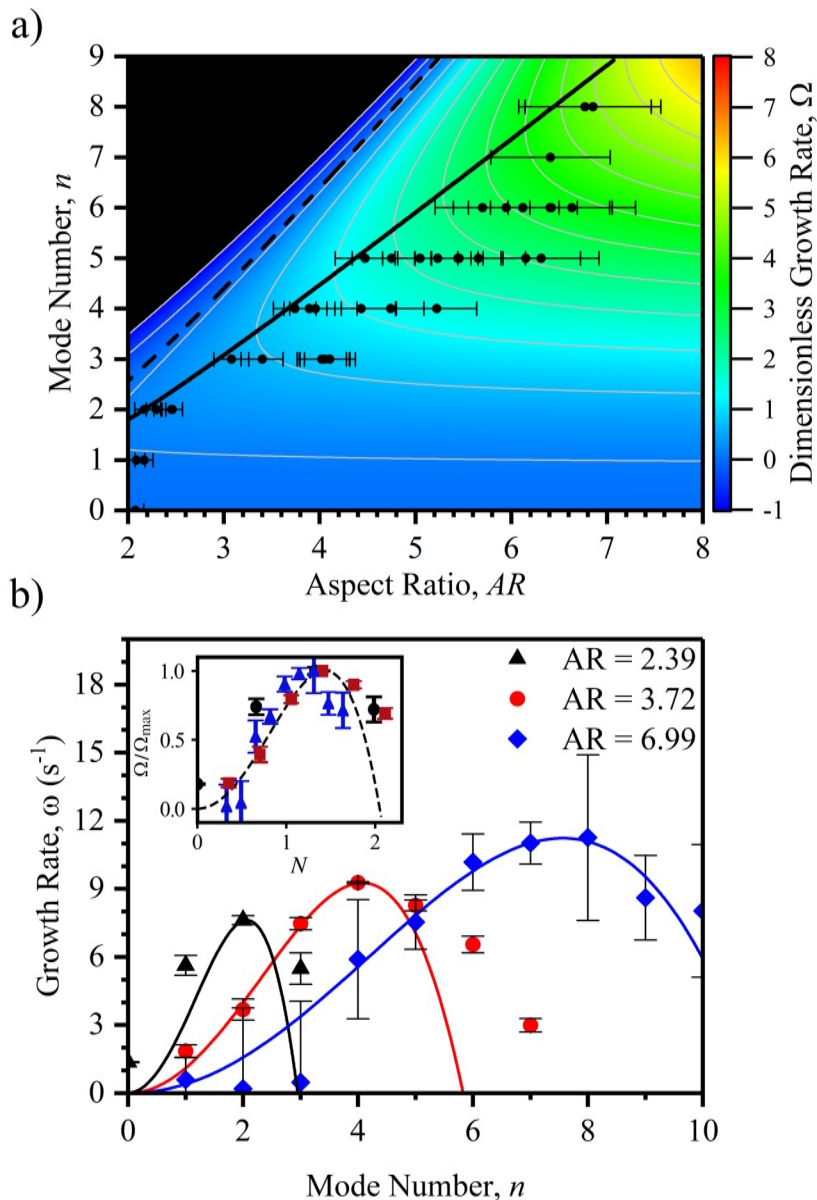 a)
9
8
7
6
5
4
3
2
1
0
Mode Number, n
2 3 4 5 6 7 8
Aspect Ratio, AR
8
7
6
5
4
3
2
1
0
-1
Dimensionless Growth Rate, Ω
b)
18
15
12
9
6
3
0
Growth Rate, ω (s⁻¹)
AR = 2.39
AR = 3.72
AR = 6.99
1.0
0.5
0.0
Ω/Ωmax
0 1 2
N
0 2 4 6 8 10
Mode Number, n